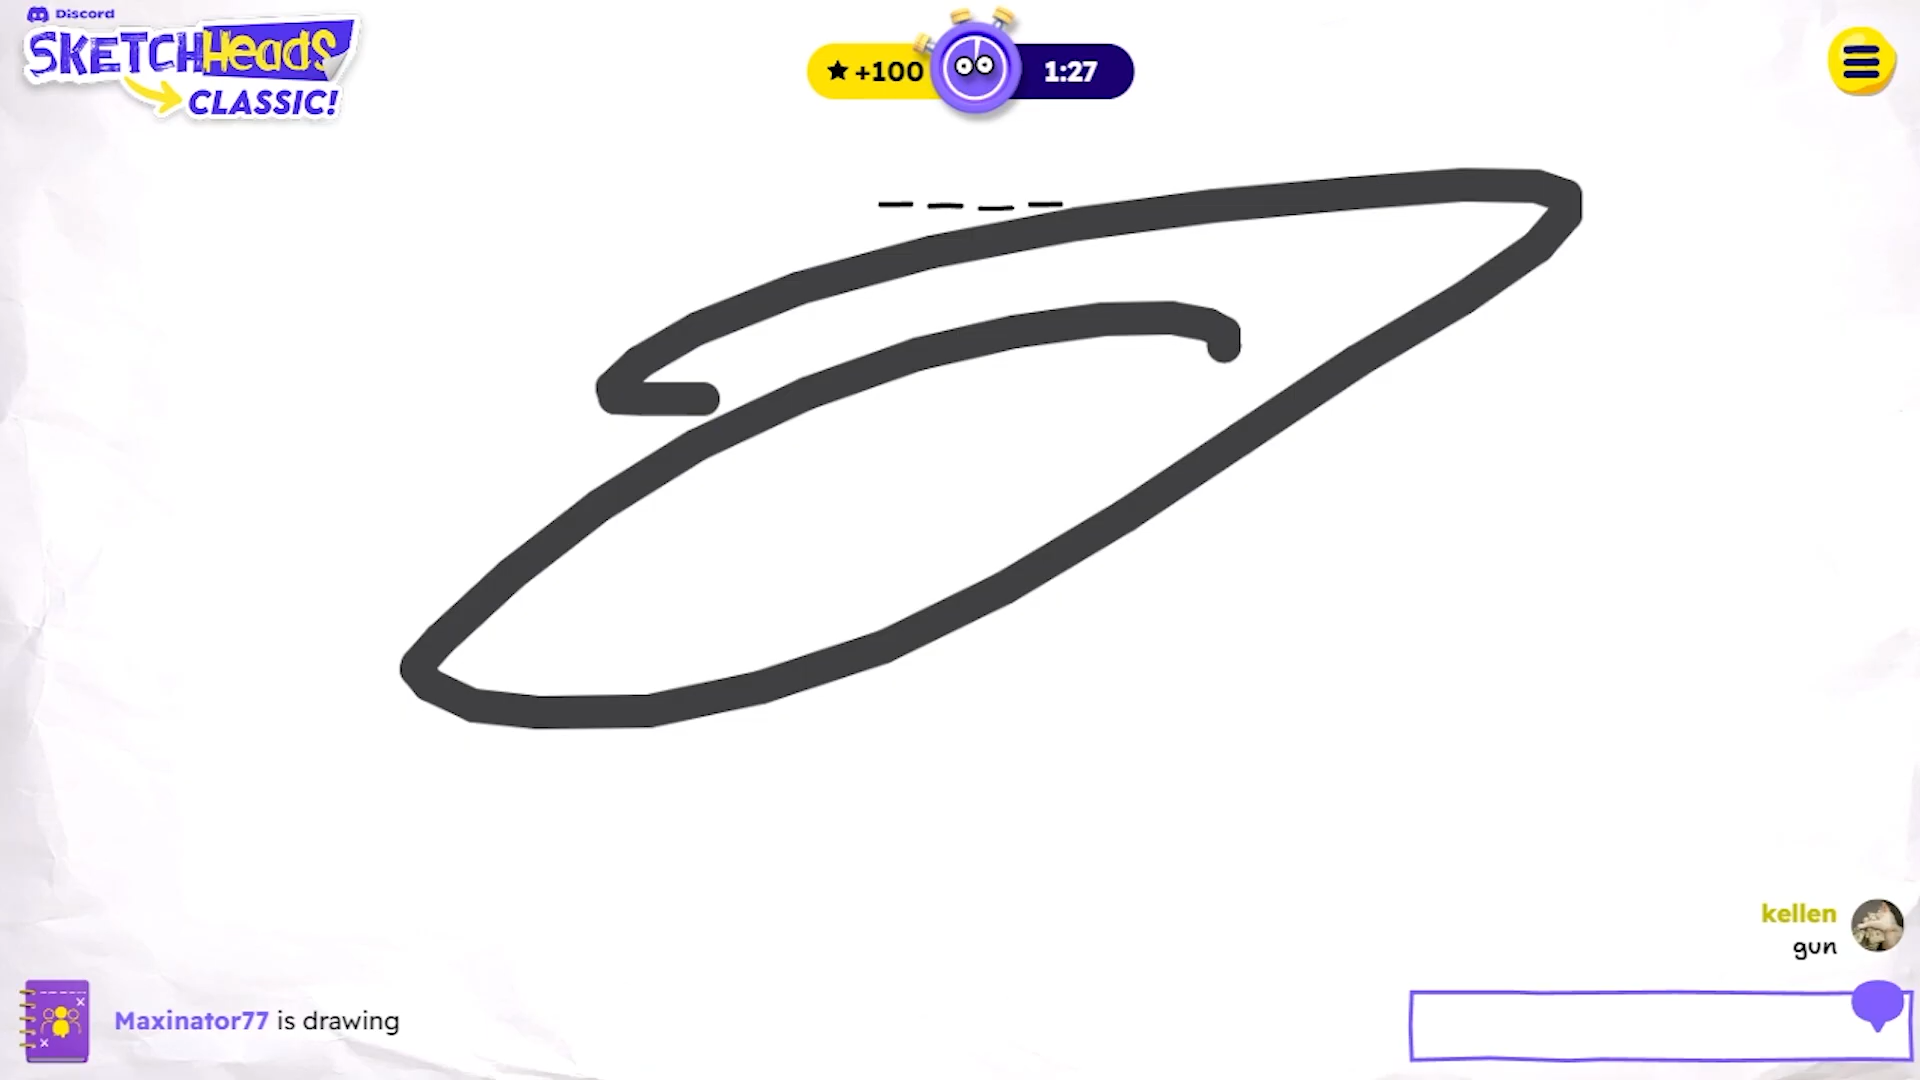 Discord
SKETCHHeadS
CLASSIC!
+100
1:27
kellen
gun
Maxinator77 is drawing